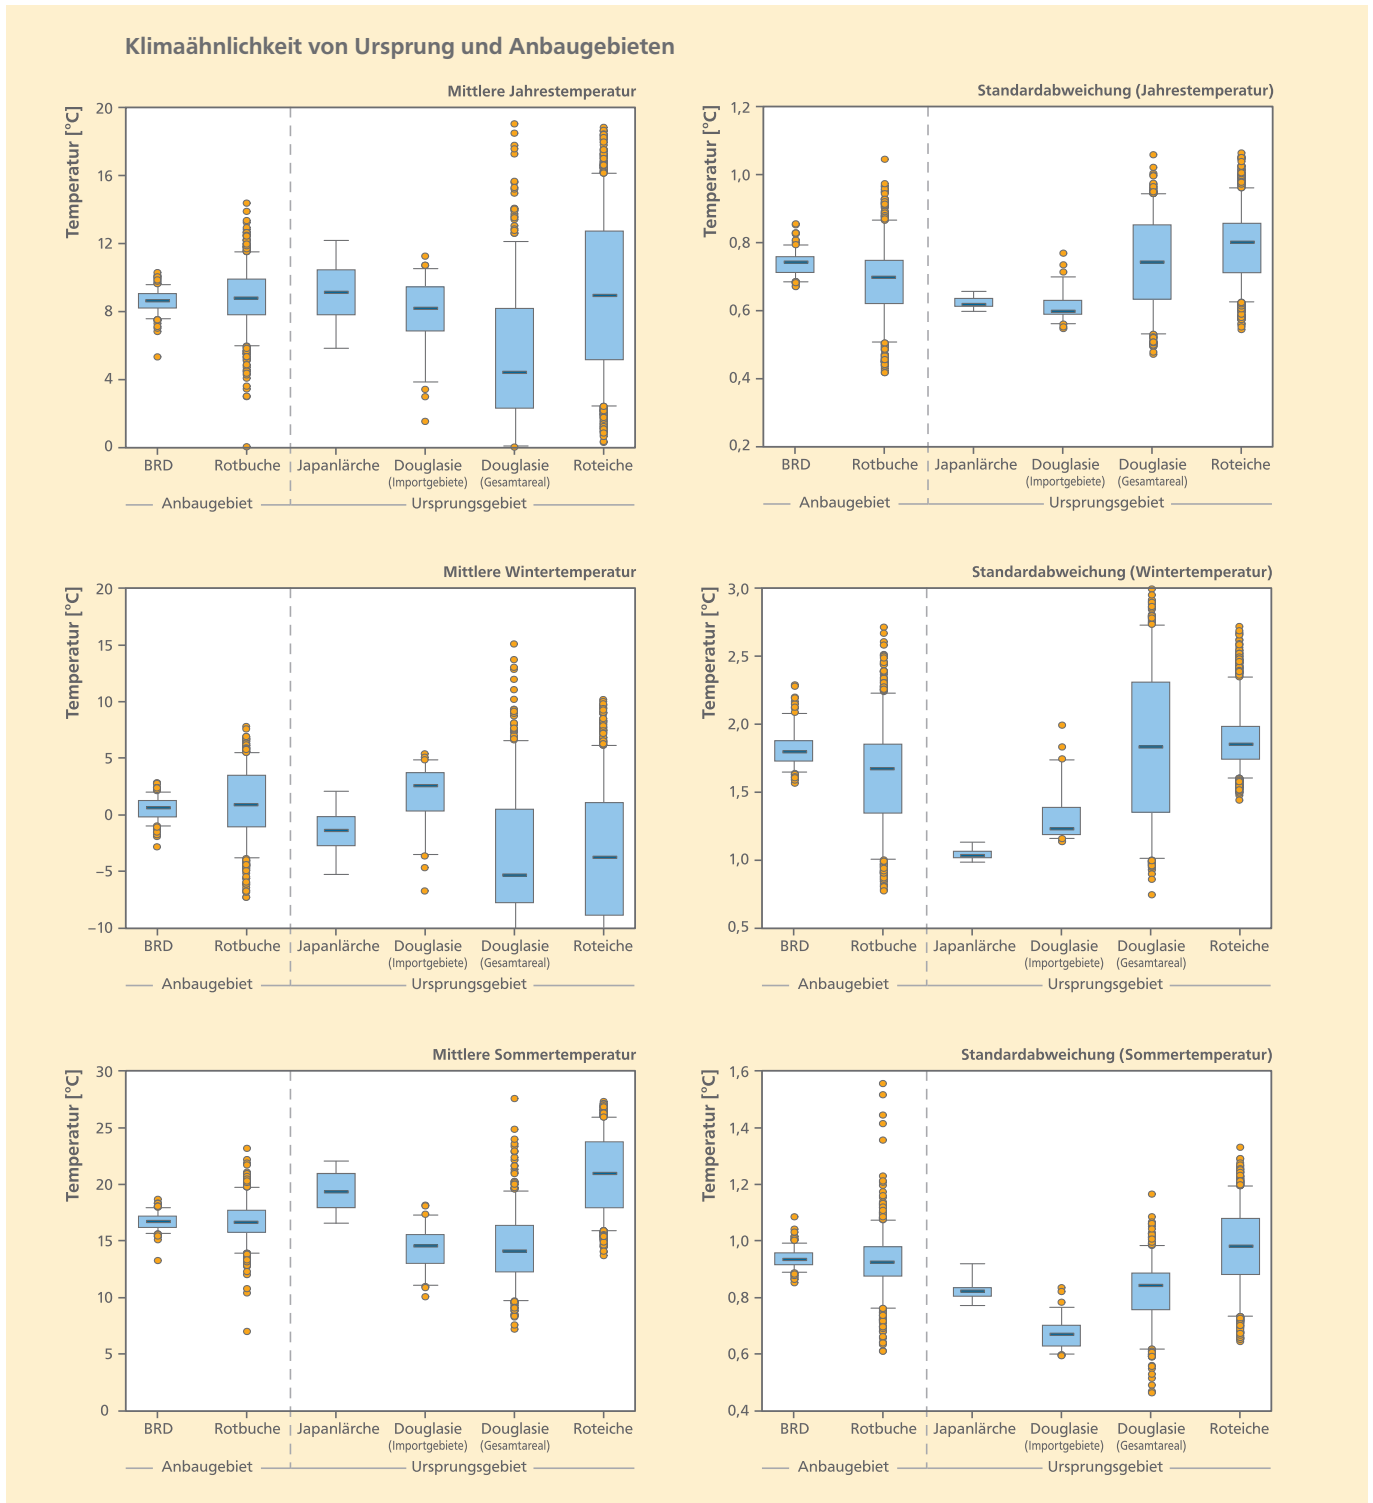 Klimaähnlichkeit von Ursprung und Anbaugebieten
Mittlere Jahrestemperatur
Temperatur [°C]
20
16
12
8
4
0
BRD Rotbuche Japanlärche Douglasie Douglasie Roteiche
(Importgebiete) (Gesamtareal)
Anbaugebiet Ursprungsgebiet
Standardabweichung (Jahrestemperatur)
Temperatur [°C]
1,2
1,0
0,8
0,6
0,4
0,2
BRD Rotbuche Japanlärche Douglasie Douglasie Roteiche
(Importgebiete) (Gesamtareal)
Anbaugebiet Ursprungsgebiet
Mittlere Wintertemperatur
Temperatur [°C]
20
15
10
5
0
−5
−10
BRD Rotbuche Japanlärche Douglasie Douglasie Roteiche
(Importgebiete) (Gesamtareal)
Anbaugebiet Ursprungsgebiet
Standardabweichung (Wintertemperatur)
Temperatur [°C]
3,0
2,5
2,0
1,5
1,0
0,5
BRD Rotbuche Japanlärche Douglasie Douglasie Roteiche
(Importgebiete) (Gesamtareal)
Anbaugebiet Ursprungsgebiet
Mittlere Sommertemperatur
Temperatur [°C]
30
25
20
15
10
5
0
BRD Rotbuche Japanlärche Douglasie Douglasie Roteiche
(Importgebiete) (Gesamtareal)
Anbaugebiet Ursprungsgebiet
Standardabweichung (Sommertemperatur)
Temperatur [°C]
1,6
1,4
1,2
1,0
0,8
0,6
0,4
BRD Rotbuche Japanlärche Douglasie Douglasie Roteiche
(Importgebiete) (Gesamtareal)
Anbaugebiet Ursprungsgebiet